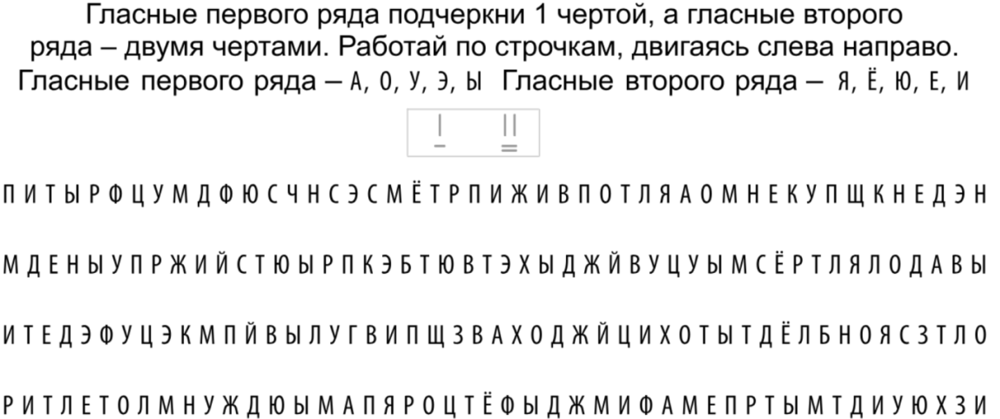 Гласные первого ряда подчеркни 1 чертой, а гласные второго
ряда – двумя чертами. Работай по строчкам, двигаясь слева направо.
Гласные первого ряда – А, О, У, Э, Ы Гласные второго ряда – Я, Ё, Ю, Е, И
I II
П И Т Ы Р Ф Ц У М Д Ф Ю С Ч Н С Э С М Ё Т Р П И Ж И В П О Т Л Я А О М Н Е К У П Щ К Н Е Д Э Н
М Д Е Н Ы У П Р Ж И Й С Т Ю Ы Р П К Э Б Т Ю В Т Э Х Ы Д Ж Й В У Ц У Ы М С Ё Р Т Л Я Л О Д А В Ы
И Т Е Д Э Ф У Ц Э К М П Й В Ы Л У Г В И П Щ З В А Х О Д Ж Й Ц И Х О Т Ы Т Д Ё Л Б Н О Я С З Т Л О
Р И Т Л Е Т О Л М Н У Ж Д Ю Ы М А П Я Р О Ц Т Ё Ф Ы Д Ж М И Ф А М Е П Р Т Ы М Т Д И У Ю Х З И